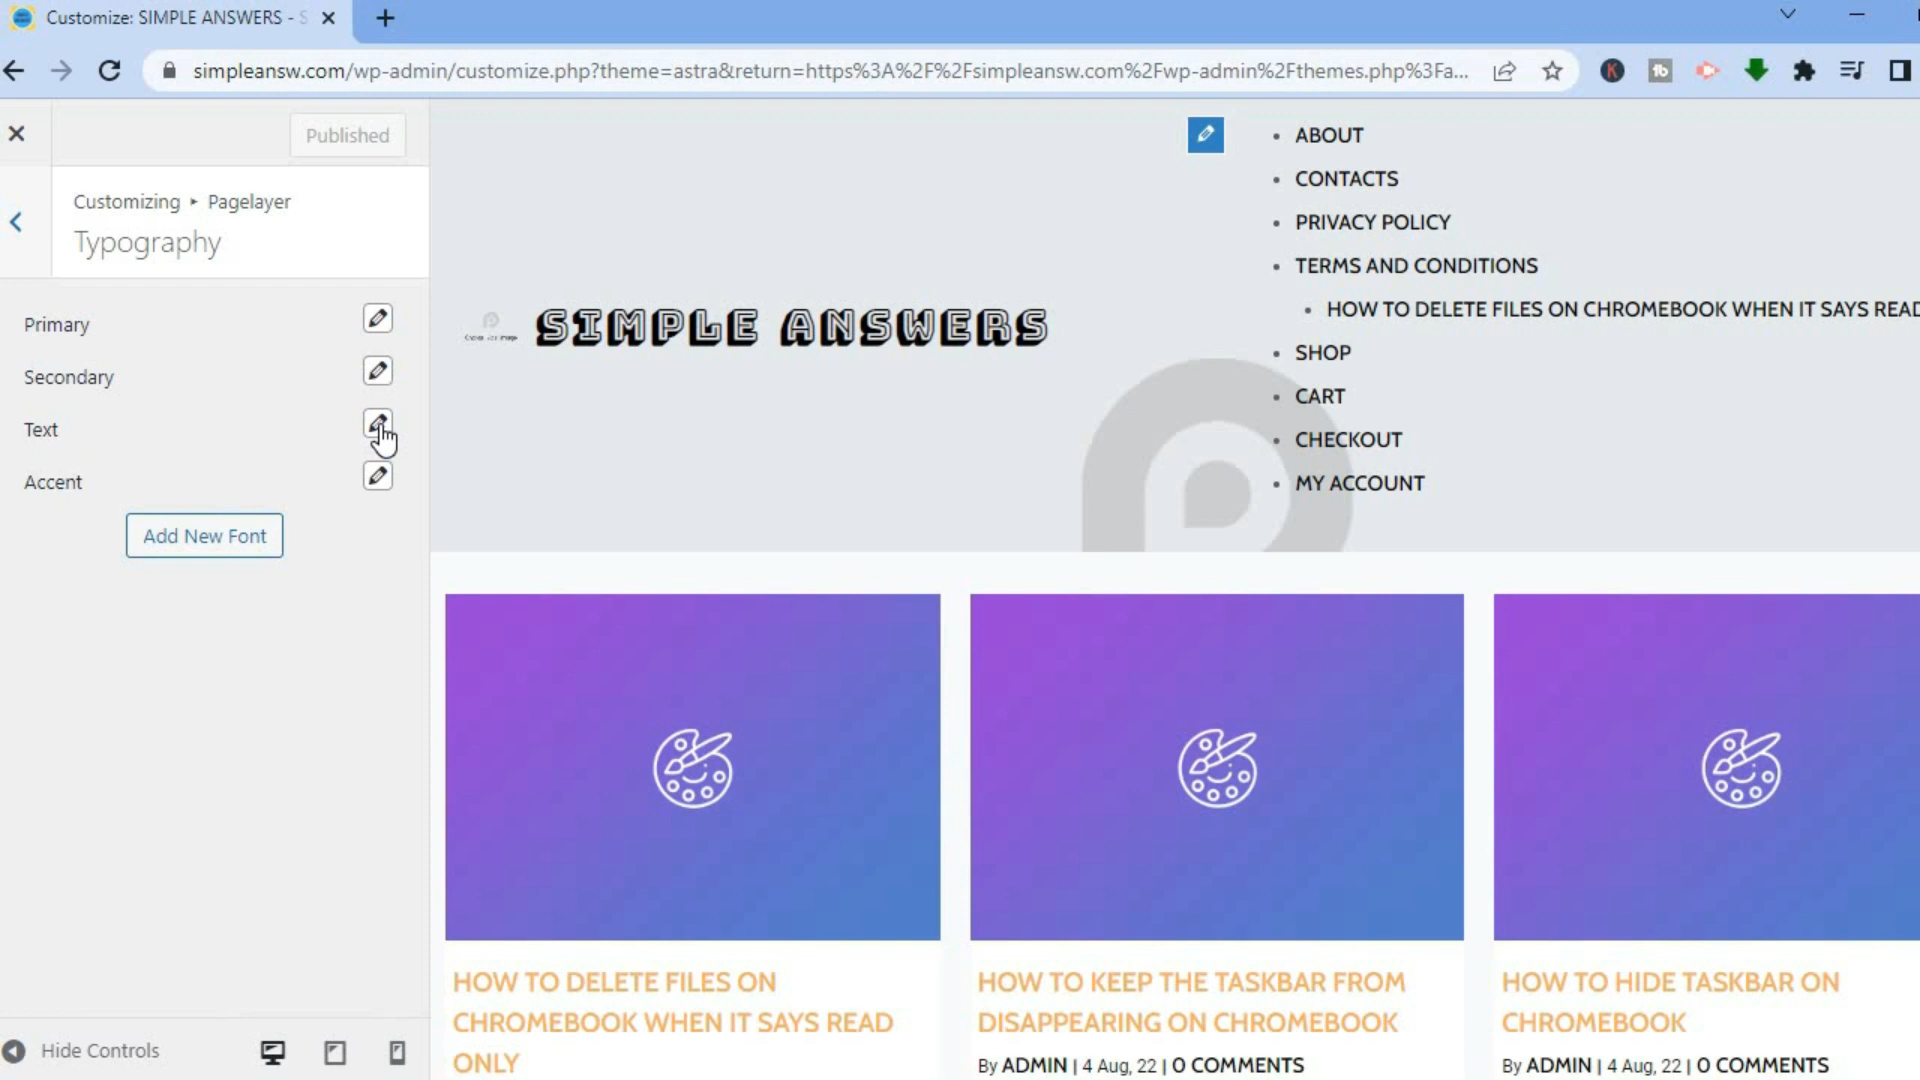 Customize: SIMPLE ANSWERS - S
simpleansw.com/wp-admin/customize.php?theme=astra&return=https%3A%2F%2Fsimpleansw.com%2Fwp-admin%2Fthemes.php%3Fa...
Published
Customizing ▸ Pagelayer
Typography
Primary
Secondary
Text
Accent
Add New Font
Hide Controls
SIMPLE ANSWERS
ABOUT
CONTACTS
PRIVACY POLICY
TERMS AND CONDITIONS
HOW TO DELETE FILES ON CHROMEBOOK WHEN IT SAYS READ
SHOP
CART
CHECKOUT
MY ACCOUNT
HOW TO DELETE FILES ON
CHROMEBOOK WHEN IT SAYS READ
ONLY
HOW TO KEEP THE TASKBAR FROM
DISAPPEARING ON CHROMEBOOK
By ADMIN | 4 Aug, 22 | 0 COMMENTS
HOW TO HIDE TASKBAR ON
CHROMEBOOK
By ADMIN | 4 Aug, 22 | 0 COMMENTS